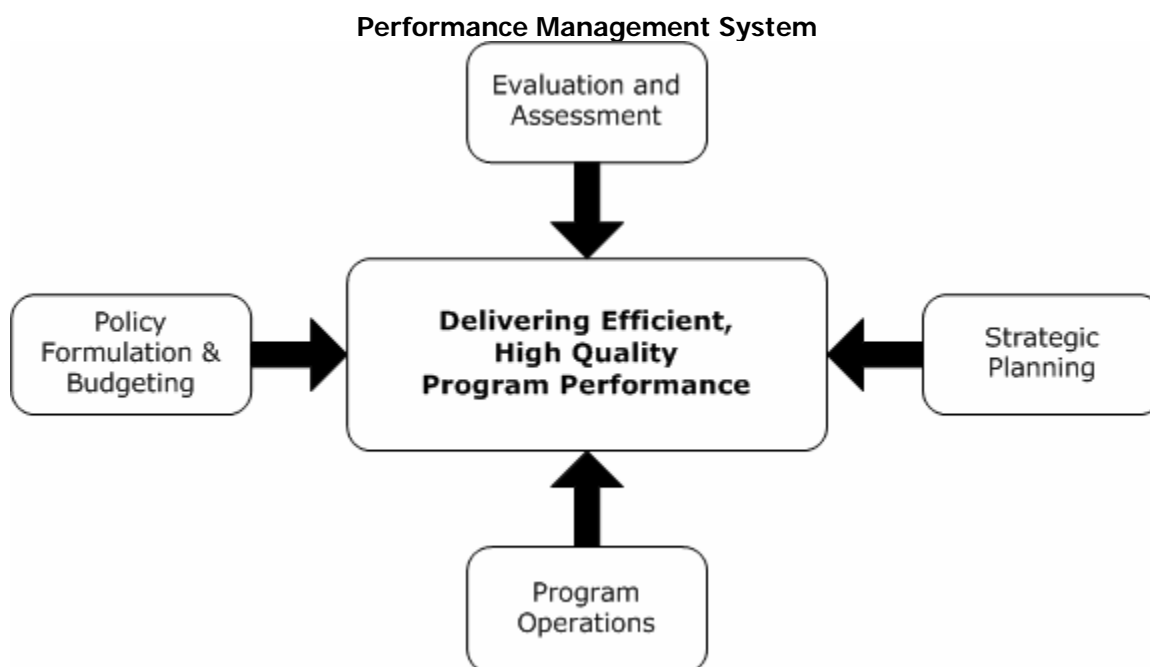 Performance Management System
Evaluation and
Assessment
Policy
Formulation &
Budgeting
Delivering Efficient,
High Quality
Program Performance
Strategic
Planning
Program
Operations